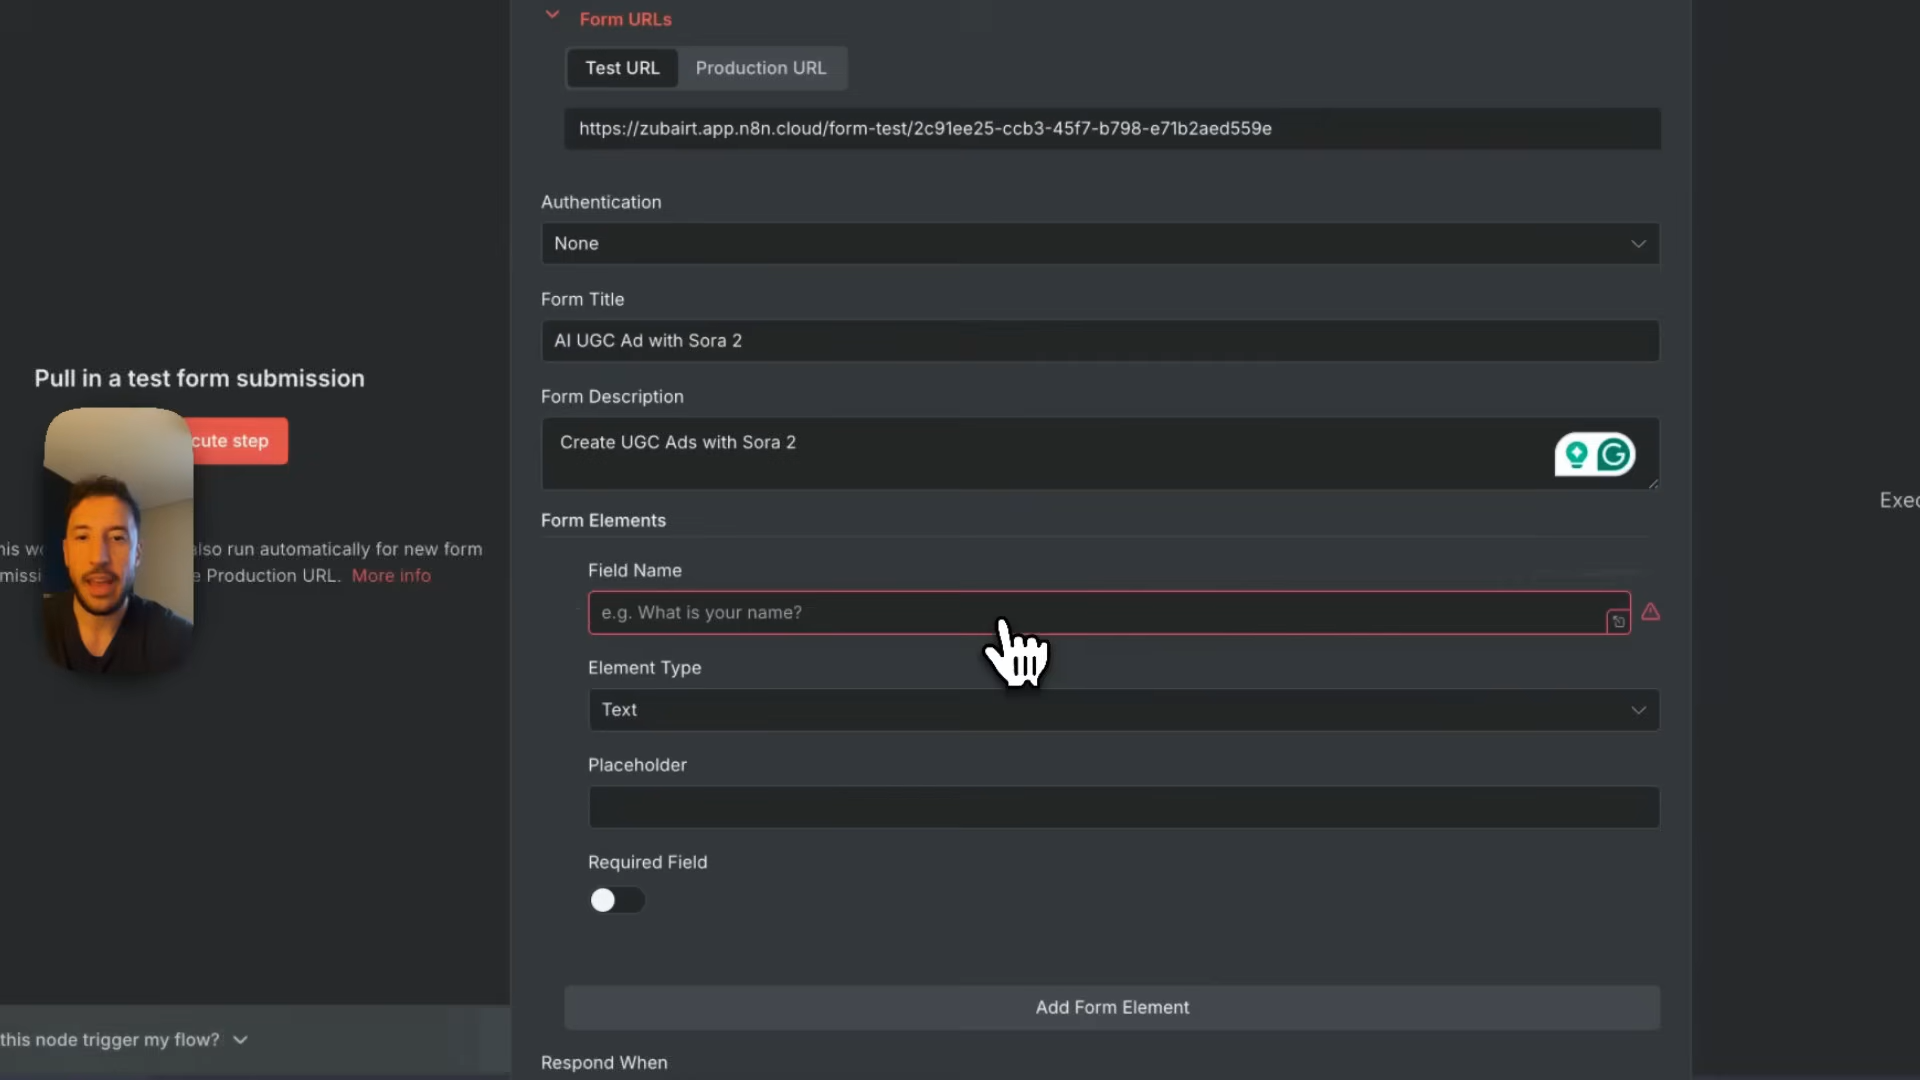 Form URLs
Test URL
Production URL
https://zubairt.app.n8n.cloud/form-test/2c91ee25-ccb3-45f7-b798-e71b2aed559e
Authentication
None
Form Title
AI UGC Ad with Sora 2
Form Description
Create UGC Ads with Sora 2
Form Elements
Field Name
e.g. What is your name?
Element Type
Text
Placeholder
Required Field
Add Form Element
Respond When
Pull in a test form submission
cute step
also run automatically for new form
Production URL. More info
this node trigger my flow?